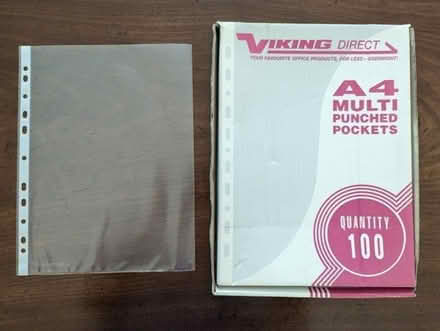 VIKING DIRECT
YOUR FAVOURITE OFFICE PRODUCTS, FOR LESS—OVERNIGHT!
A4
MULTI
PUNCHED
POCKETS
QUANTITY
100